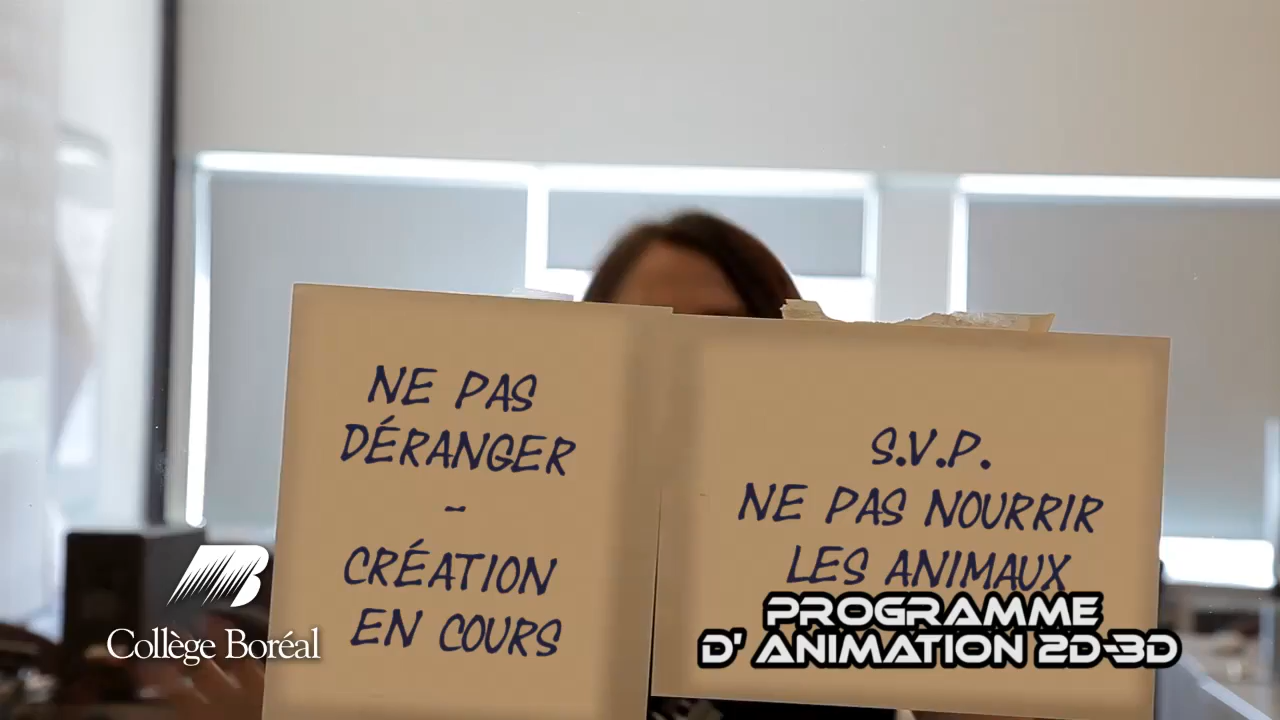 NE PAS
DÉRANGER
-
CRÉATION
EN COURS
S.V.P.
NE PAS NOURRIR
LES ANIMAUX
PROGRAMME
D' ANIMATION 2D-3D
Collège Boréal